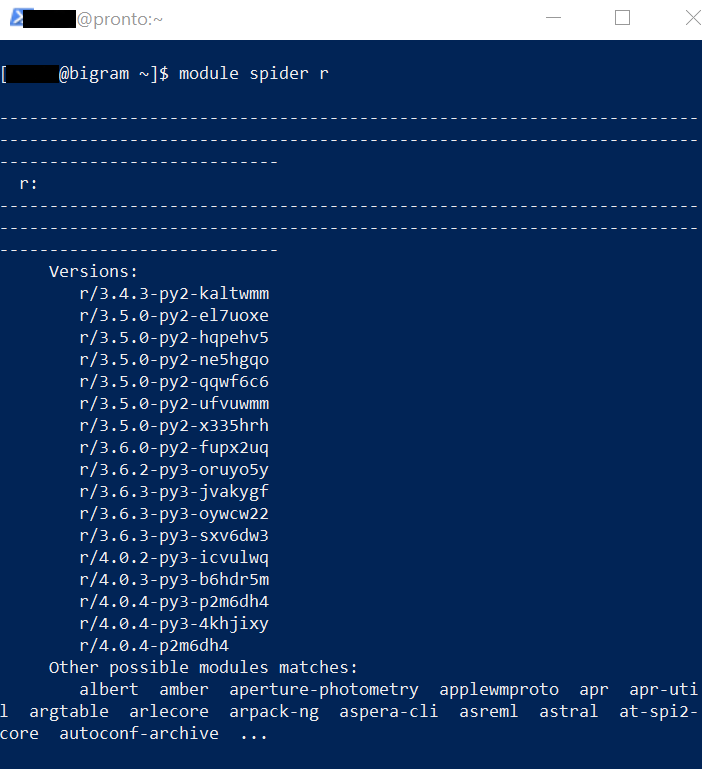 @pronto:~
[ @bigram ~]$ module spider r
----------------------------------------------------------------------
----------------------------------------------------------------------
----------------------------
r:
----------------------------------------------------------------------
----------------------------------------------------------------------
----------------------------
Versions:
r/3.4.3-py2-kaltwmm
r/3.5.0-py2-el7uoxe
r/3.5.0-py2-hqpehv5
r/3.5.0-py2-ne5hgqo
r/3.5.0-py2-qqwf6c6
r/3.5.0-py2-ufvuwmm
r/3.5.0-py2-x335hrh
r/3.6.0-py2-fupx2uq
r/3.6.2-py3-oruyo5y
r/3.6.3-py3-jvakygf
r/3.6.3-py3-oywcw22
r/3.6.3-py3-sxv6dw3
r/4.0.2-py3-icvulwq
r/4.0.3-py3-b6hdr5m
r/4.0.4-py3-p2m6dh4
r/4.0.4-py3-4khjixy
r/4.0.4-p2m6dh4
Other possible modules matches:
albert  amber  aperture-photometry  applewmproto  apr  apr-uti
l  argtable  arlecore  arpack-ng  aspera-cli  asreml  astral  at-spi2-
core  autoconf-archive  ...